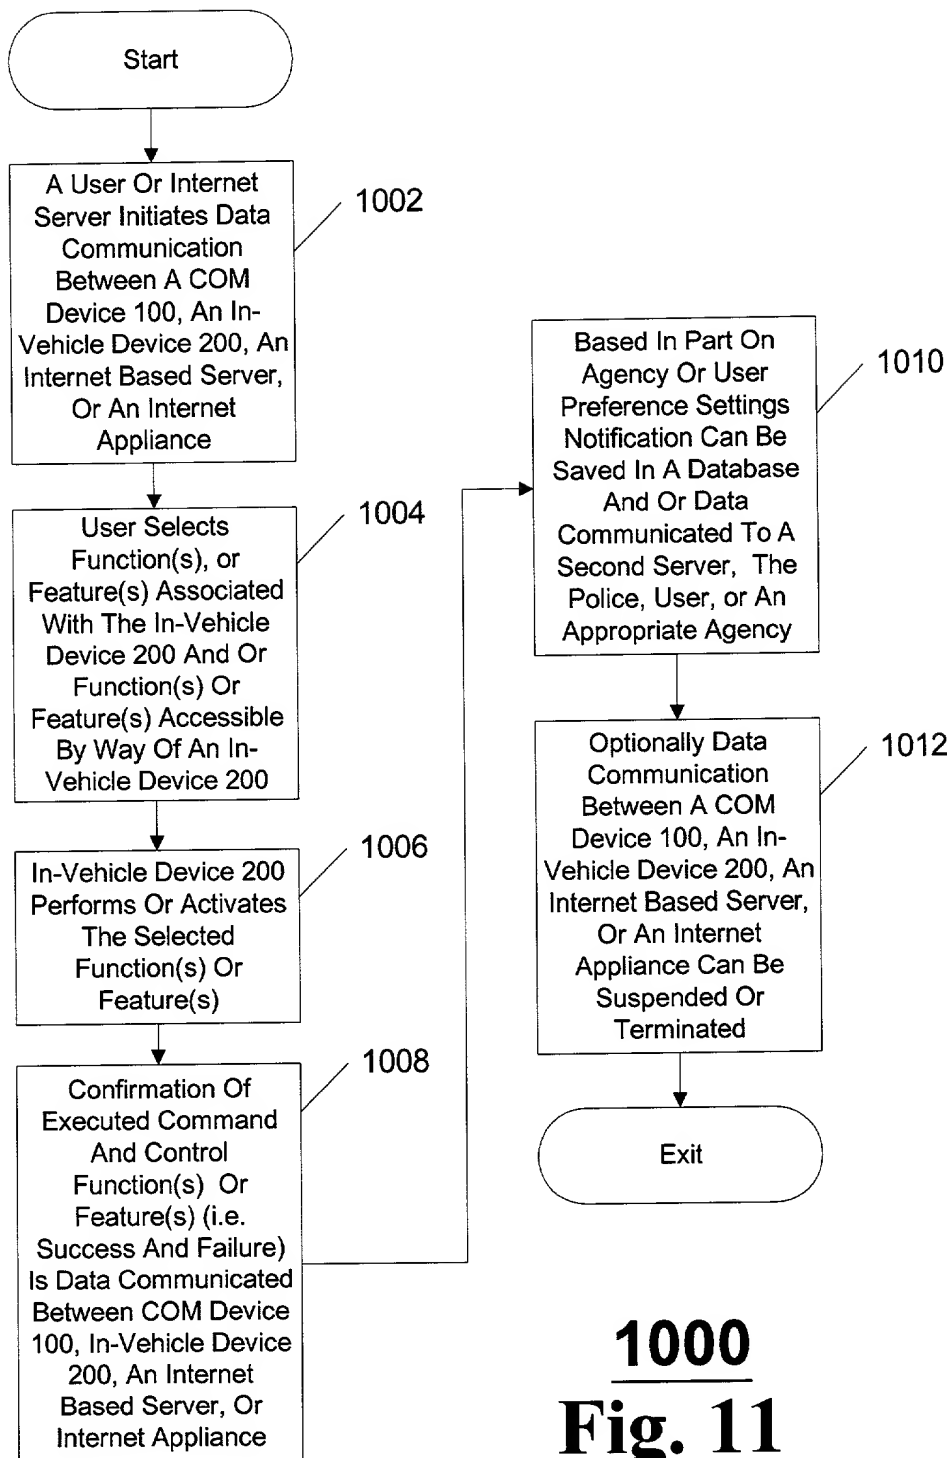 Start
A User Or Internet
Server Initiates Data
Communication
Between A COM
Device 100, An In-
Vehicle Device 200, An
Internet Based Server,
Or An Internet
Appliance
1002
User Selects
Function(s), or
Feature(s) Associated
With The In-Vehicle
Device 200 And Or
Function(s) Or
Feature(s) Accessible
By Way Of An In-
Vehicle Device 200
1004
In-Vehicle Device 200
Performs Or Activates
The Selected
Function(s) Or
Feature(s)
1006
Confirmation Of
Executed Command
And Control
Function(s) Or
Feature(s) (i.e.
Success And Failure)
Is Data Communicated
Between COM Device
100, In-Vehicle Device
200, An Internet
Based Server, Or
Internet Appliance
1008
Based In Part On
Agency Or User
Preference Settings
Notification Can Be
Saved In A Database
And Or Data
Communicated To A
Second Server, The
Police, User, or An
Appropriate Agency
1010
Optionally Data
Communication
Between A COM
Device 100, An In-
Vehicle Device 200, An
Internet Based Server,
Or An Internet
Appliance Can Be
Suspended Or
Terminated
1012
Exit
1000
Fig. 11